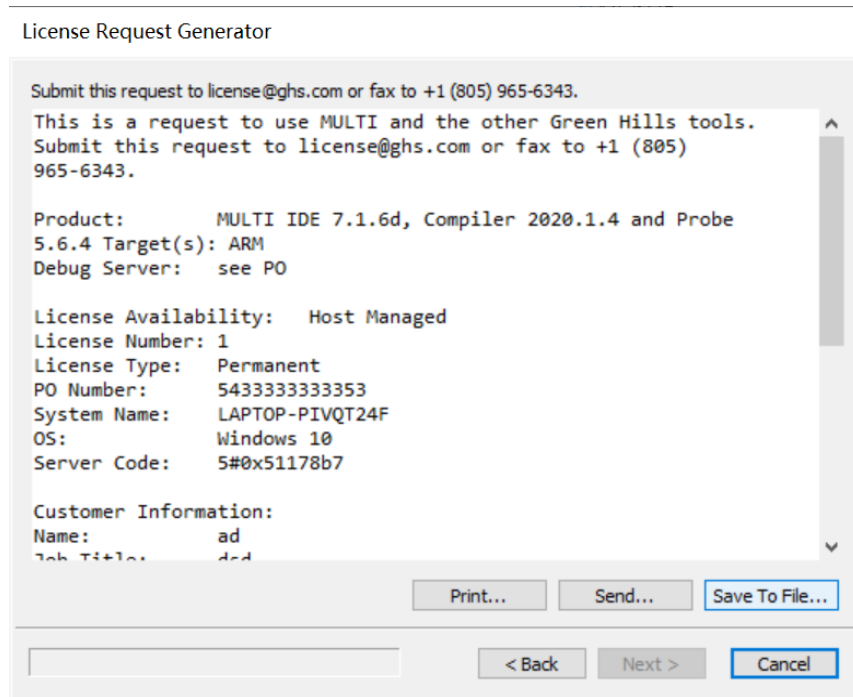 License Request Generator
Submit this request to license@ghs.com or fax to +1 (805) 965-6343.
This is a request to use MULTI and the other Green Hills tools.
Submit this request to license@ghs.com or fax to +1 (805)
965-6343.
Product: MULTI IDE 7.1.6d, Compiler 2020.1.4 and Probe
5.6.4 Target(s): ARM
Debug Server: see PO
License Availability: Host Managed
License Number: 1
License Type: Permanent
PO Number: 5433333333353
System Name: LAPTOP-PIVQT24F
OS: Windows 10
Server Code: 5#0x51178b7
Customer Information:
Name: ad
Job Title: dsd
Print... Send... Save To File...
< Back Next > Cancel